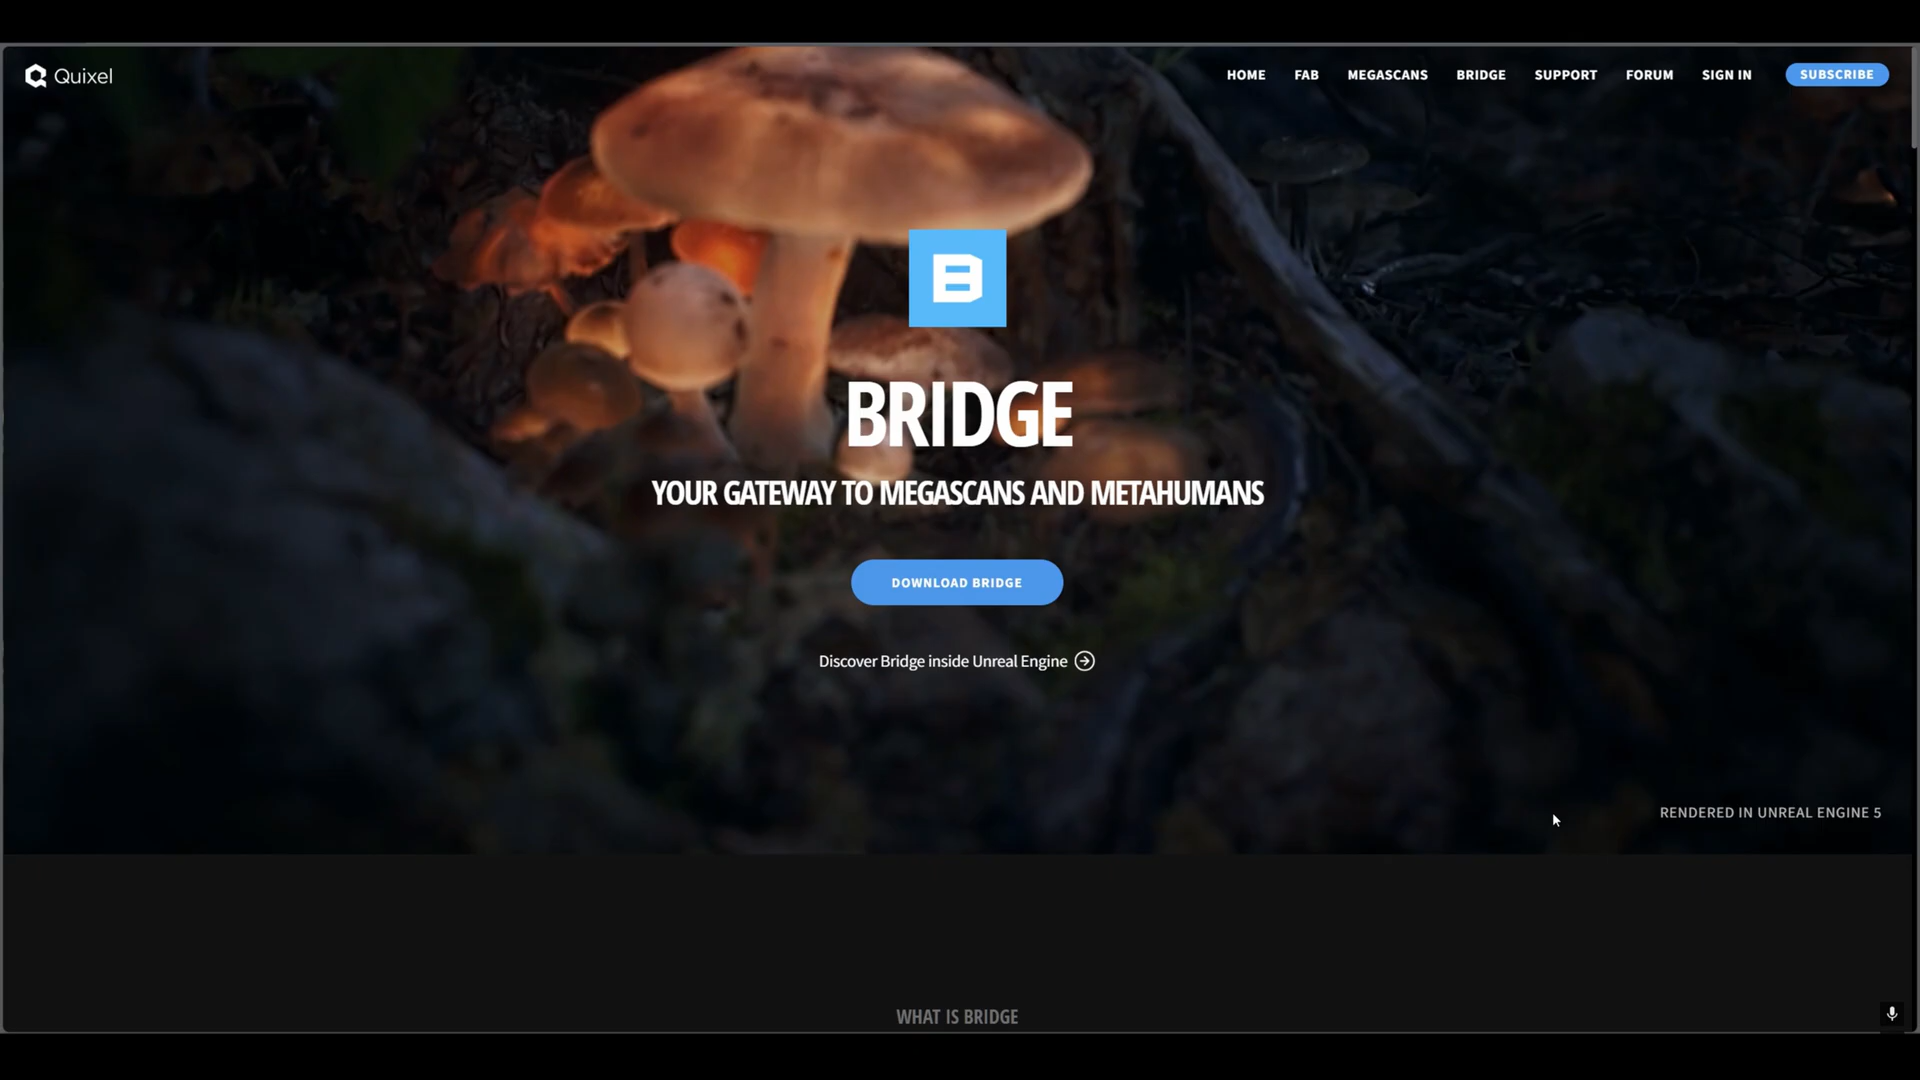 Quixel
HOME FAB MEGASCANS BRIDGE SUPPORT FORUM SIGN IN SUBSCRIBE
B
BRIDGE
YOUR GATEWAY TO MEGASCANS AND METAHUMANS
DOWNLOAD BRIDGE
Discover Bridge inside Unreal Engine
RENDERED IN UNREAL ENGINE 5
WHAT IS BRIDGE